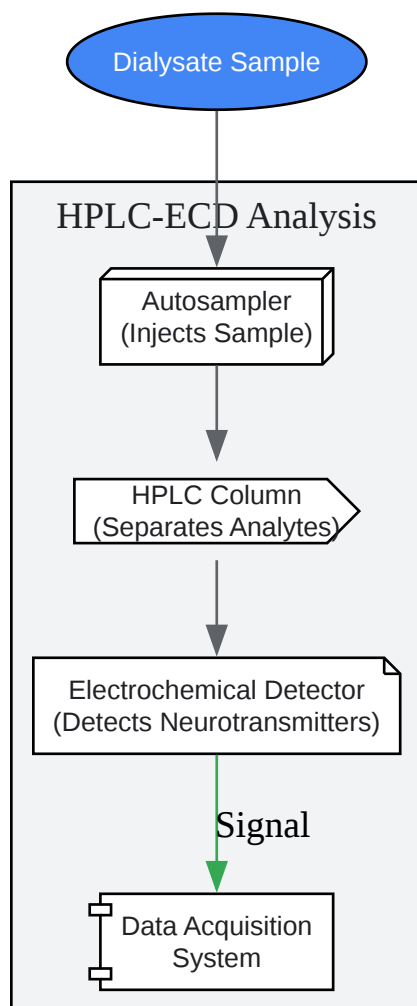 Dialysate Sample
HPLC-ECD Analysis
Autosampler
(Injects Sample)
HPLC Column
(Separates Analytes)
Electrochemical Detector
(Detects Neurotransmitters)
Signal
Data Acquisition
System